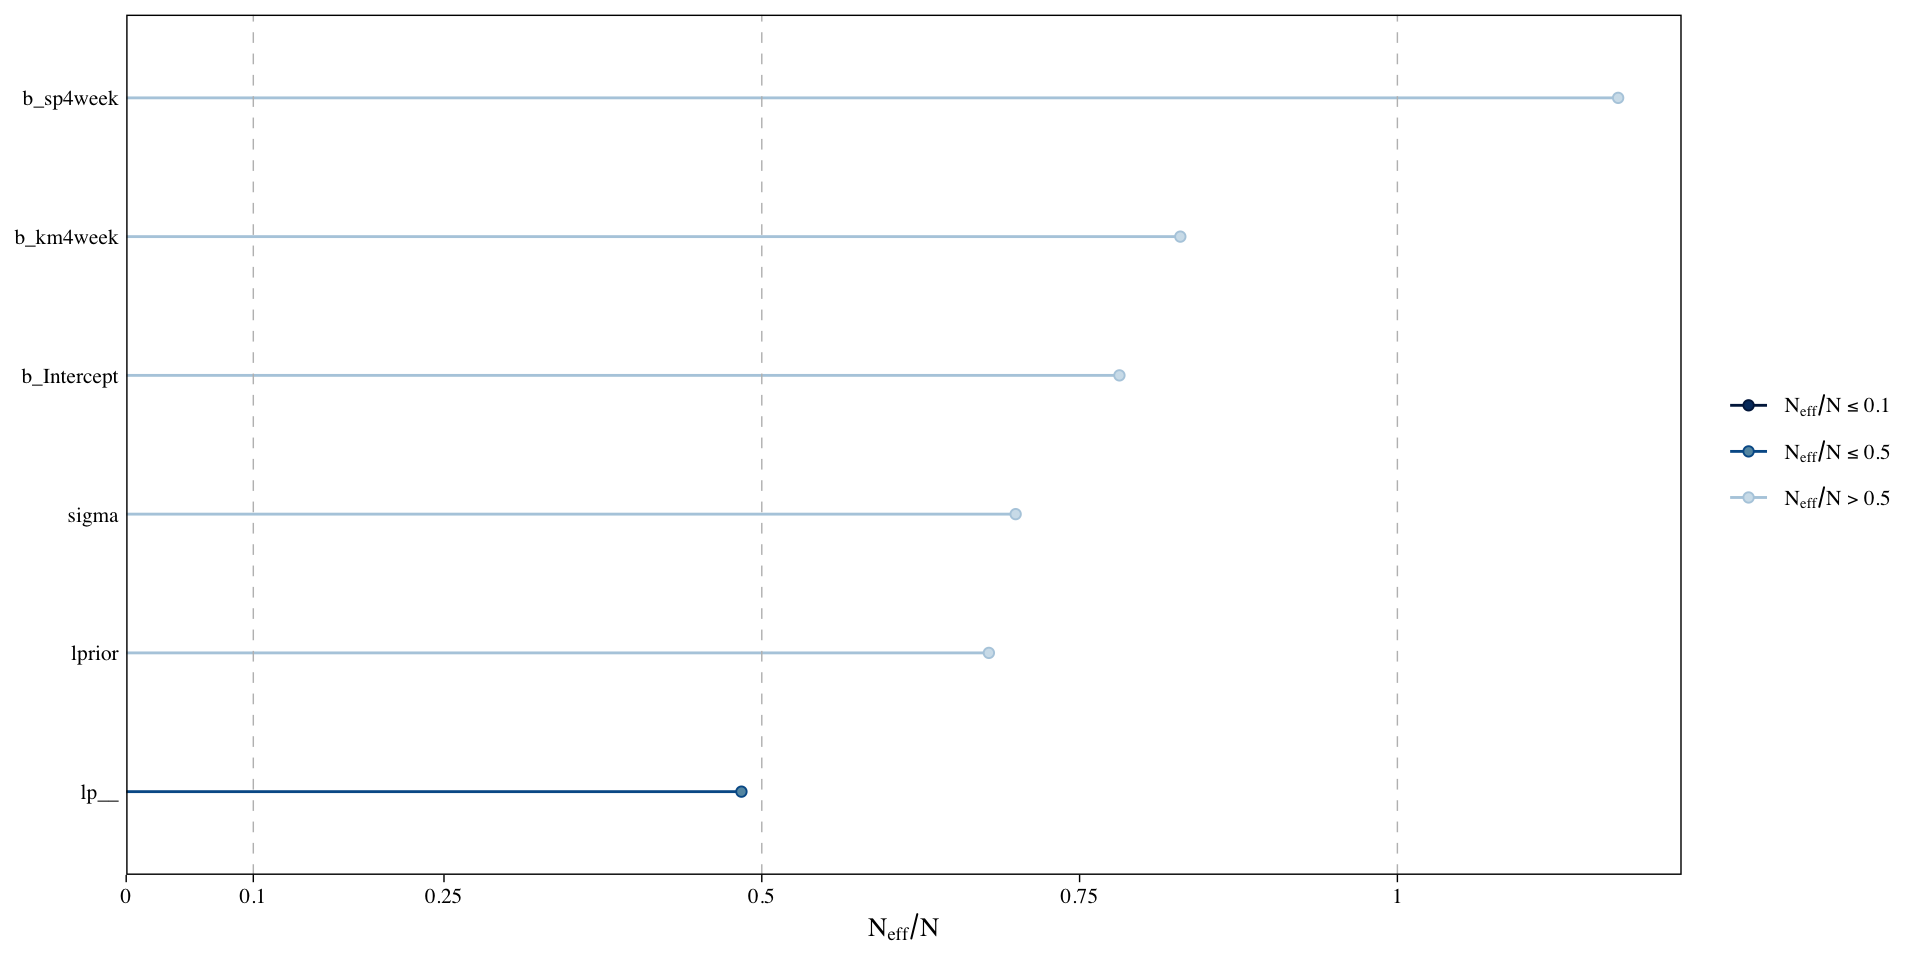 b_sp4week
b_km4week
b_Intercept
sigma
lprior
lp__
0 0.1 0.25 0.5 0.75 1
Neff/N
Neff/N ≤ 0.1
Neff/N ≤ 0.5
Neff/N > 0.5